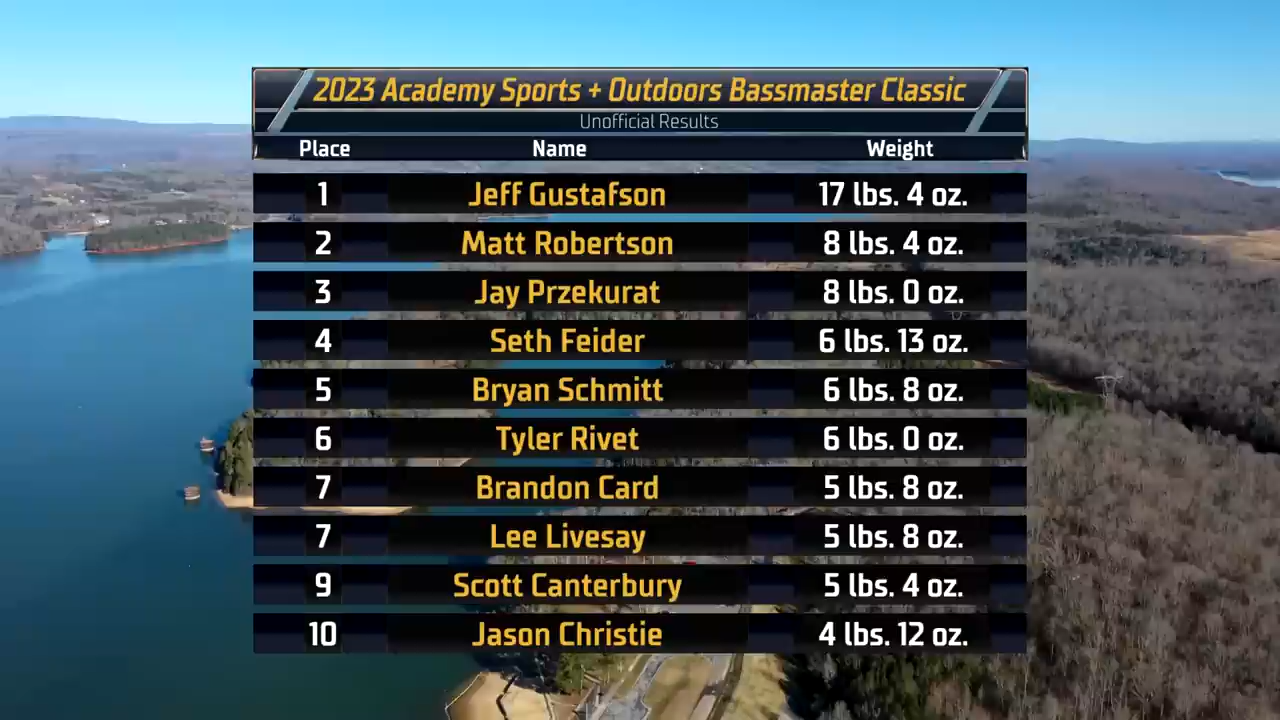 2023 Academy Sports + Outdoors Bassmaster Classic
Unofficial Results
Place Name Weight
1 Jeff Gustafson 17 lbs. 4 oz.
2 Matt Robertson 8 lbs. 4 oz.
3 Jay Przekurat 8 lbs. 0 oz.
4 Seth Feider 6 lbs. 13 oz.
5 Bryan Schmitt 6 lbs. 8 oz.
6 Tyler Rivet 6 lbs. 0 oz.
7 Brandon Card 5 lbs. 8 oz.
7 Lee Livesay 5 lbs. 8 oz.
9 Scott Canterbury 5 lbs. 4 oz.
10 Jason Christie 4 lbs. 12 oz.